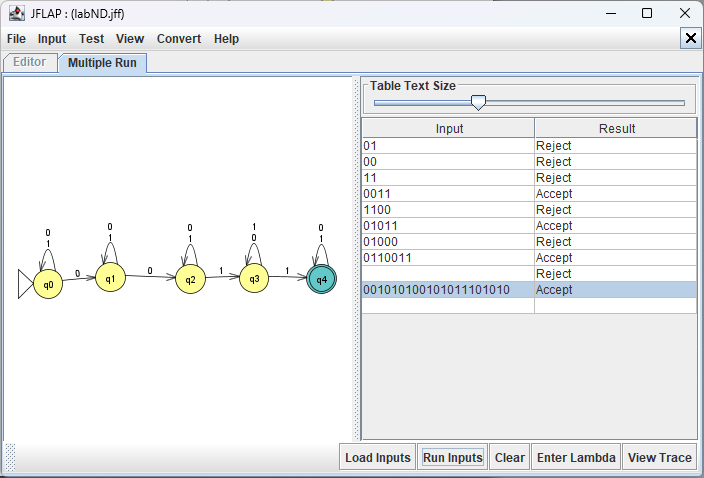 JFLAP : (labND.jff)
File Input Test View Convert Help
Editor Multiple Run
Table Text Size
Input Result
01 Reject
00 Reject
11 Reject
0011 Accept
1100 Reject
01011 Accept
01000 Reject
0110011 Accept
Reject
001010100101011101010 Accept
0 0 0 1 0
1 1 1 0 1
q0 0 q1 0 q2 1 q3 1 q4
Load Inputs Run Inputs Clear Enter Lambda View Trace